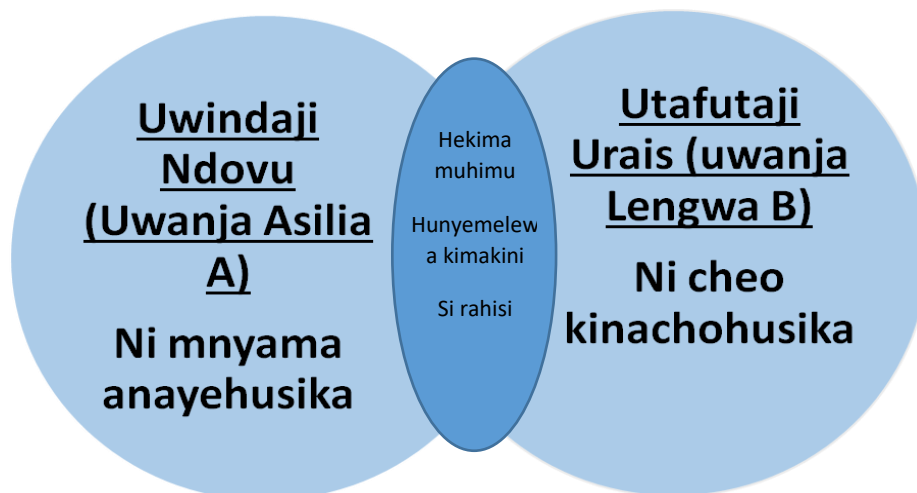 Uwindaji
Ndovu
(Uwanja Asilia
A)
Ni mnyama
anayehusika
Hekima
muhimu
Hunyemelew
a kimakini
Si rahisi
Utafutaji
Urais (uwanja
Lengwa B)
Ni cheo
kinachohusika